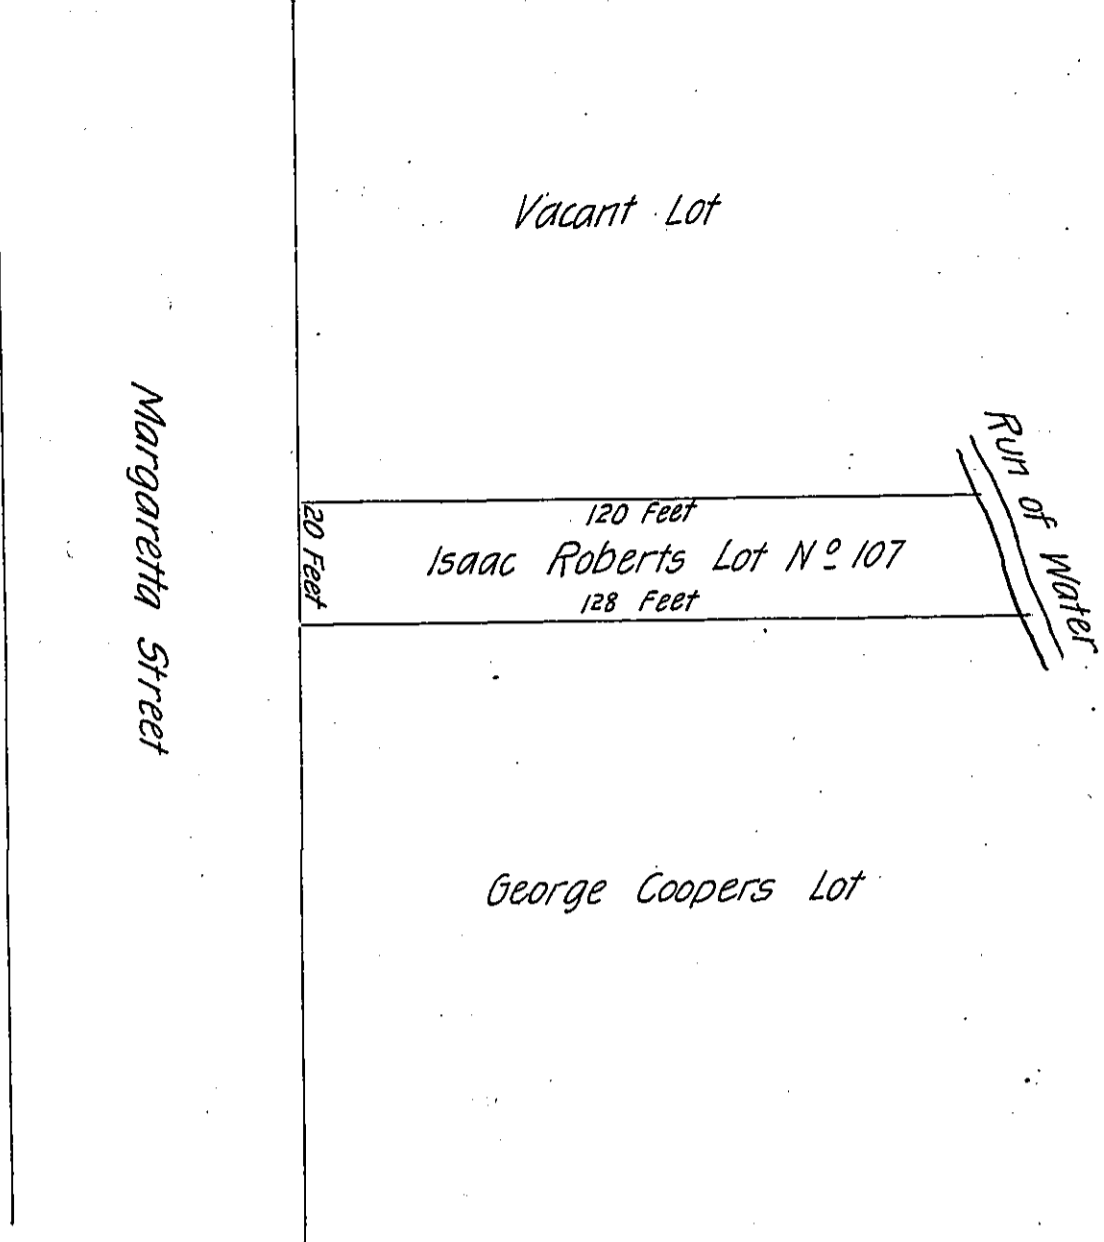 Vacant Lot
Margaretta Street
Run of Water
20 Feet
120 Feet
Isaac Roberts Lot Nº 107
128 Feet
George Coopers Lot